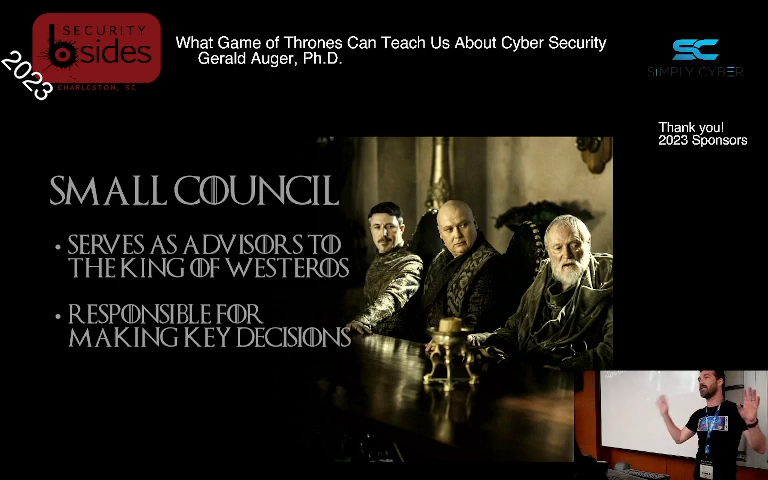 SECURITY
bsides
CHARLESTON, SC
2023
What Game of Thrones Can Teach Us About Cyber Security
Gerald Auger, Ph.D.
SC
SIMPLY CYBER
Thank you!
2023 Sponsors
SMALL COUNCIL
• SERVES AS ADVISORS TO
THE KING OF WESTEROS
• RESPONSIBLE FOR
MAKING KEY DECISIONS